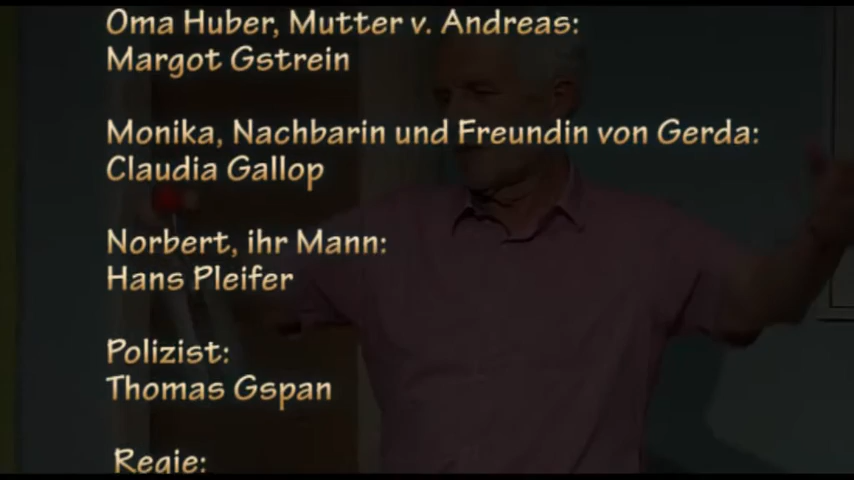 Oma Huber, Mutter v. Andreas:
Margot Gstrein
Monika, Nachbarin und Freundin von Gerda:
Claudia Gallop
Norbert, ihr Mann:
Hans Pleifer
Polizist:
Thomas Gspan
Regie: